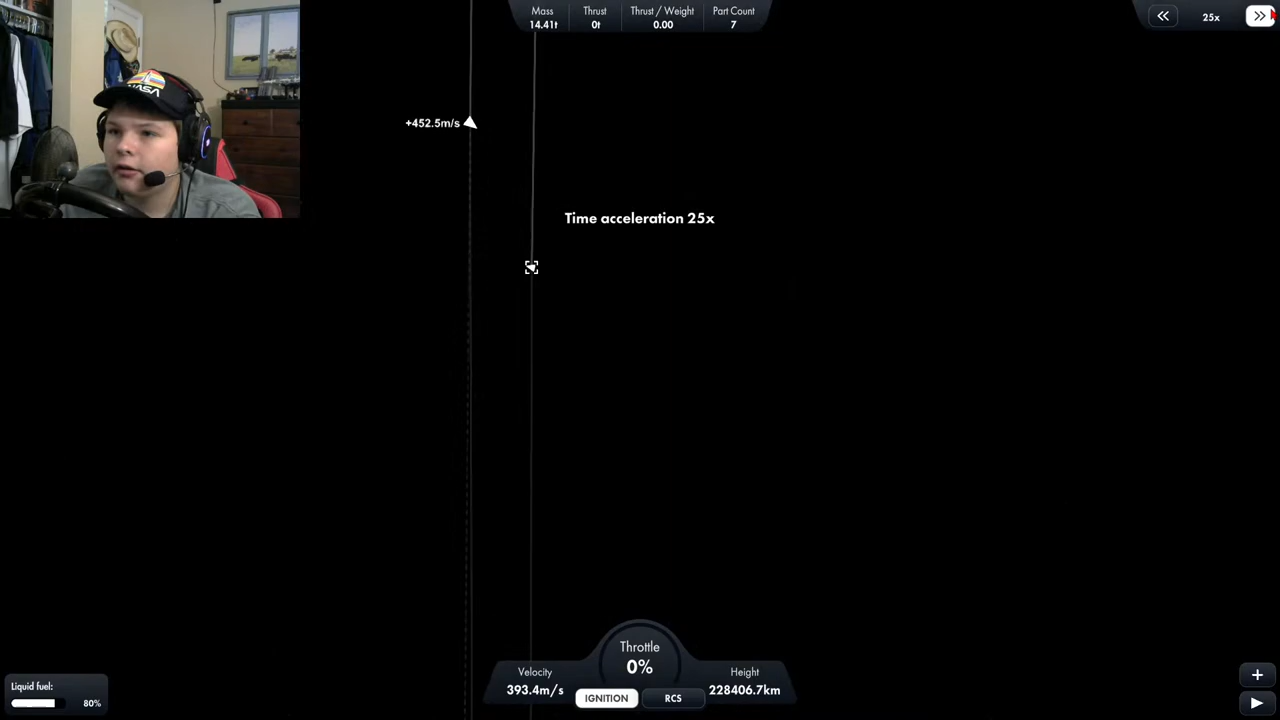 Mass
14.41t
Thrust
0t
Thrust / Weight
0.00
Part Count
7
25x
NASA
+452.5m/s
Time acceleration 25x
Throttle
0%
Velocity
393.4m/s
Height
228406.7km
IGNITION
RCS
Liquid fuel:
80%